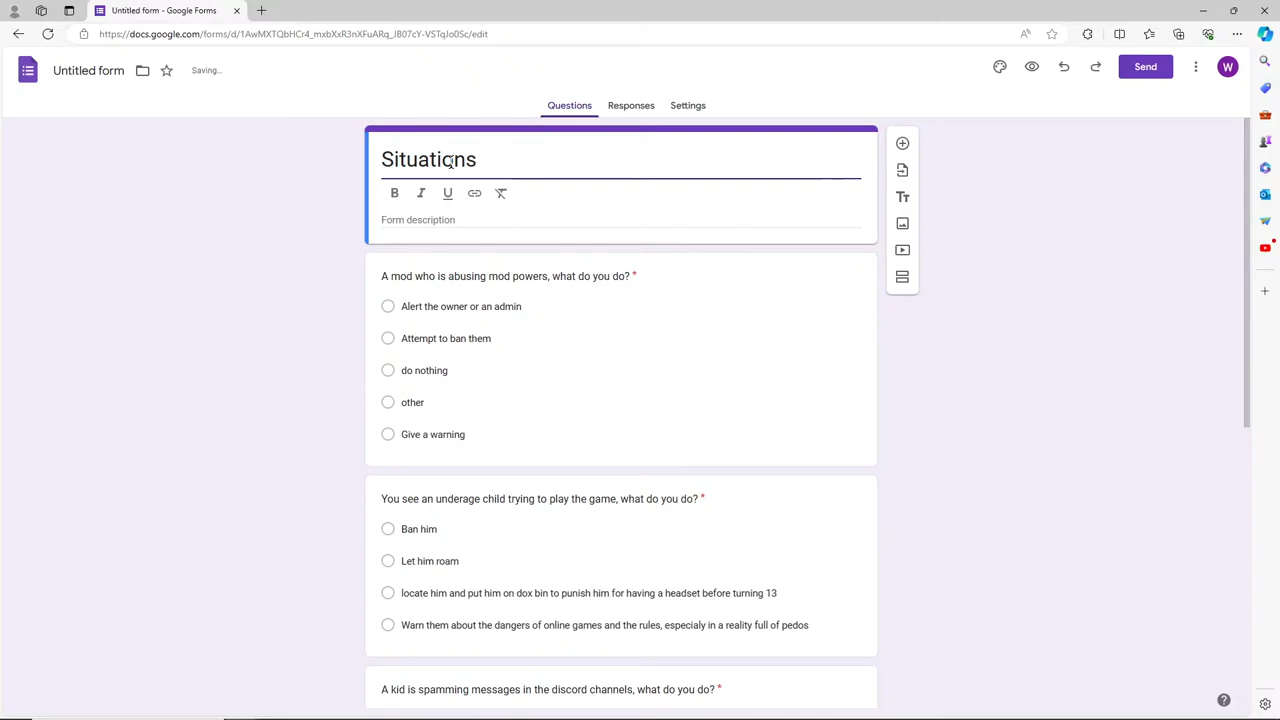 Untitled form - Google Forms
https://docs.google.com/forms/d/1AwMXTQbHCr4_mxbXxR3nXFuARq_JB07cY-VSTqJo0Sc/edit
Untitled form
Saving...
Send
W
Questions Responses Settings
Situations
B I U
Form description
Tт
A mod who is abusing mod powers, what do you do? *
Alert the owner or an admin
Attempt to ban them
do nothing
other
Give a warning
You see an underage child trying to play the game, what do you do? *
Ban him
Let him roam
locate him and put him on dox bin to punish him for having a headset before turning 13
Warn them about the dangers of online games and the rules, especialy in a reality full of pedos
A kid is spamming messages in the discord channels, what do you do? *